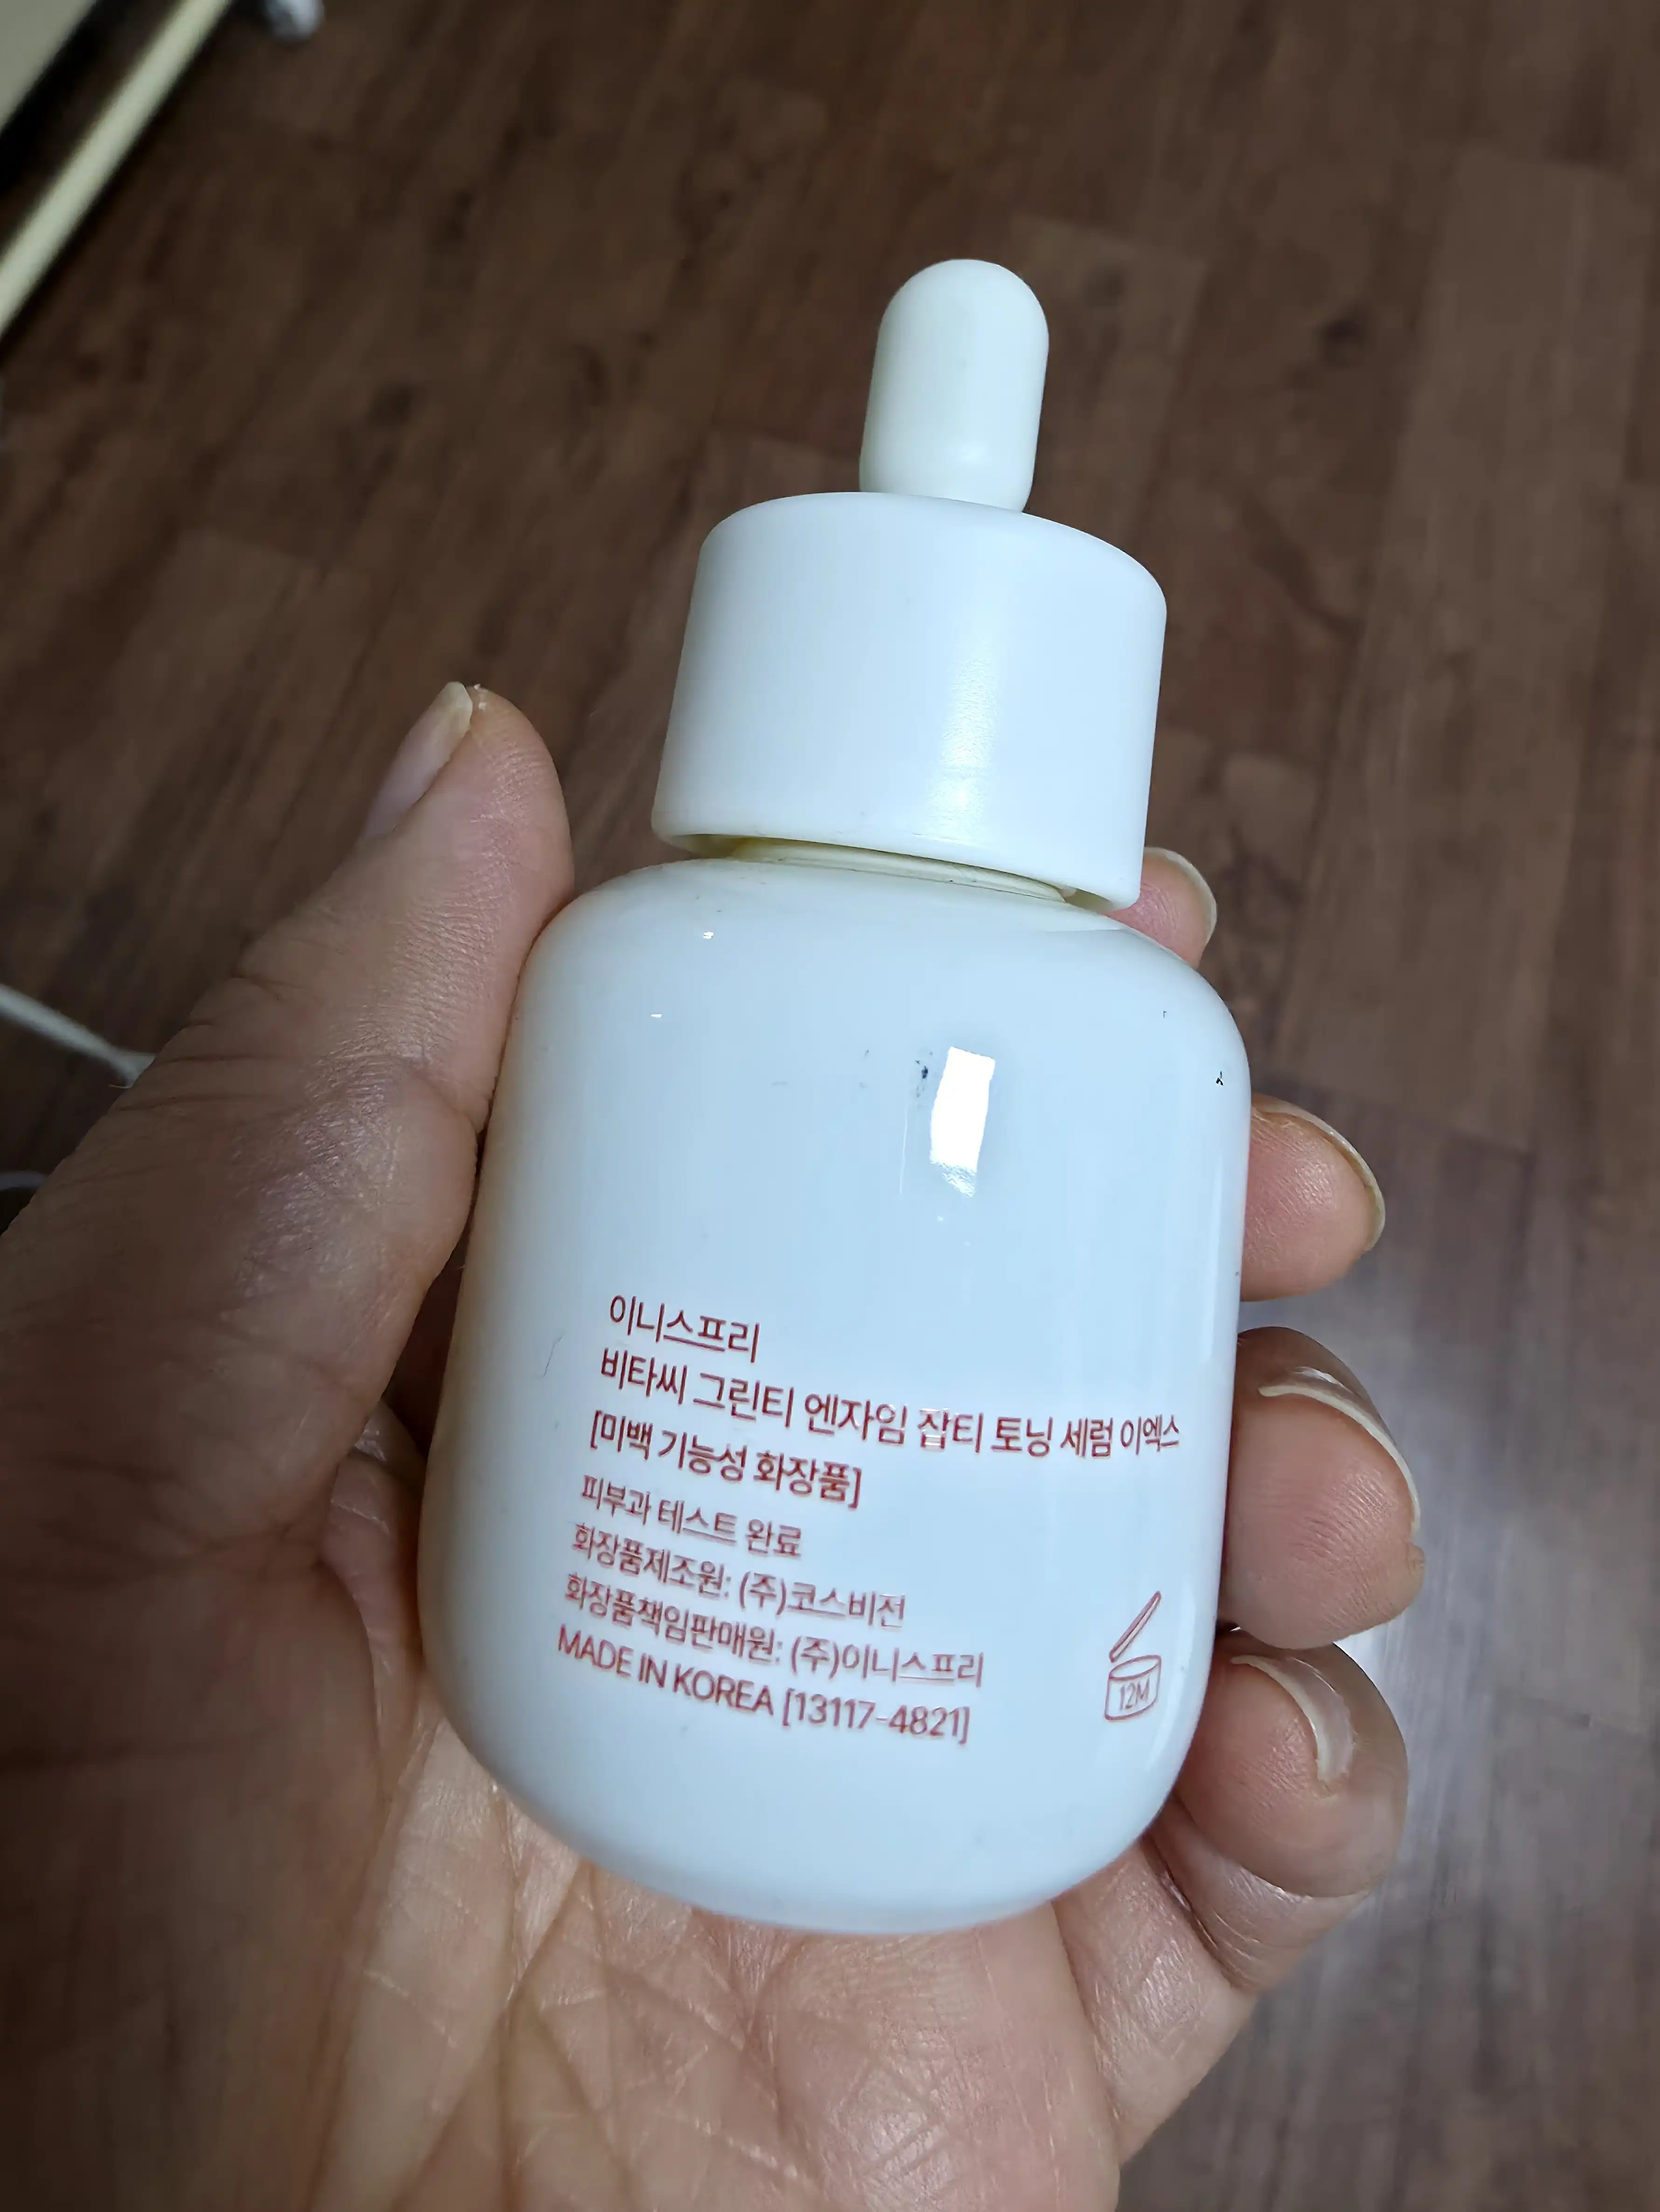 이니스프리
비타씨 그린티 엔자임 잡티 토닝 세럼 이엑스
[미백 기능성 화장품]
피부과 테스트 완료
화장품제조원: (주)코스비전
화장품책임판매원: (주)이니스프리
MADE IN KOREA [13117-4821]
12M